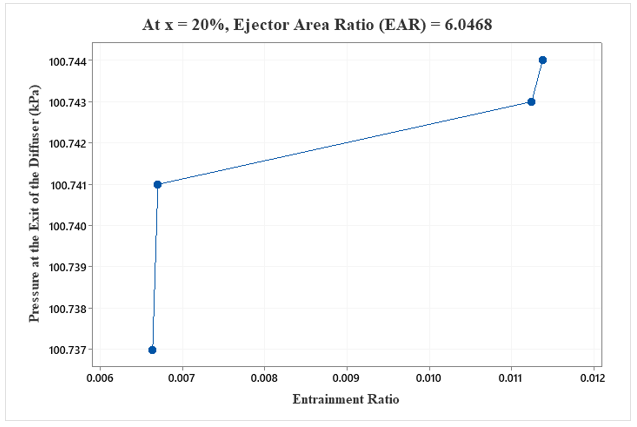 At x = 20%, Ejector Area Ratio (EAR) = 6.0468
Pressure at the Exit of the Diffuser (kPa)
100.744
100.743
100.742
100.741
100.740
100.739
100.738
100.737
0.006 0.007 0.008 0.009 0.010 0.011 0.012
Entrainment Ratio